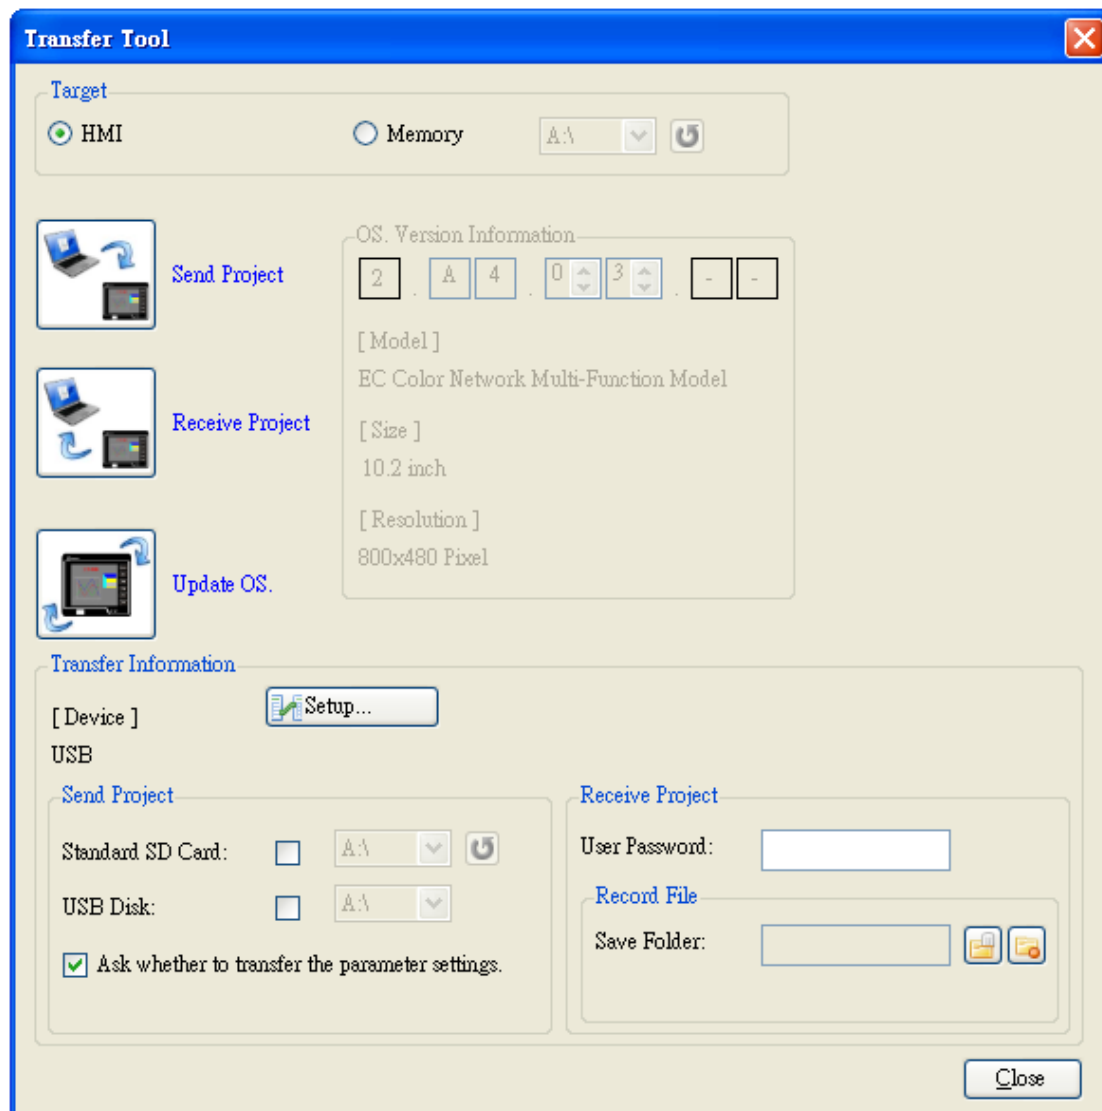 Transfer Tool
Target
HMI Memory A:\
OS. Version Information
2 . A 4 . 0 3 . - -
Send Project
[ Model ]
EC Color Network Multi-Function Model
Receive Project
[ Size ]
10.2 inch
[ Resolution ]
800x480 Pixel
Update OS.
Transfer Information
[ Device ] Setup...
USB
Send Project
Standard SD Card: A:\
USB Disk: A:\
Ask whether to transfer the parameter settings.
Receive Project
User Password:
Record File
Save Folder:
Close